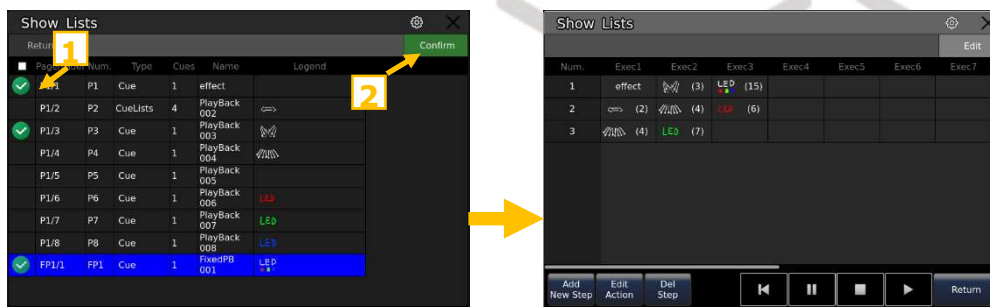 Show Lists
Confirm
Num. Type Cues Name Legend
P1 Cue 1 effect
P1/2 P2 CueLists 4 PlayBack 002
P1/3 P3 Cue 1 PlayBack 003
P1/4 P4 Cue 1 PlayBack 004
P1/5 P5 Cue 1 PlayBack 005
P1/6 P6 Cue 1 PlayBack 006 LED
P1/7 P7 Cue 1 PlayBack 007 LED
P1/8 P8 Cue 1 PlayBack 008 LED
FP1/1 FP1 Cue 1 FixedPB 001 LED
1
2
Show Lists
Edit
Num. Exec1 Exec2 Exec3 Exec4 Exec5 Exec6 Exec7
1 effect (3) LED (15)
2 (2) (4) LED (6)
3 (4) LED (7)
Add New Step Edit Action Del Step Return